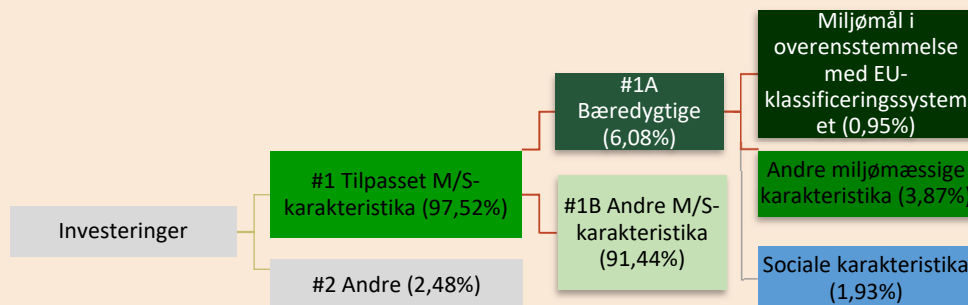 Investeringer
#1 Tilpasset M/S-
karakteristika (97,52%)
#2 Andre (2,48%)
#1A
Bæredygtige
(6,08%)
#1B Andre M/S-
karakteristika
(91,44%)
Miljømål i
overensstemmelse
med EU-
klassificeringssystem
et (0,95%)
Andre miljømæssige
karakteristika (3,87%)
Sociale karakteristika
(1,93%)